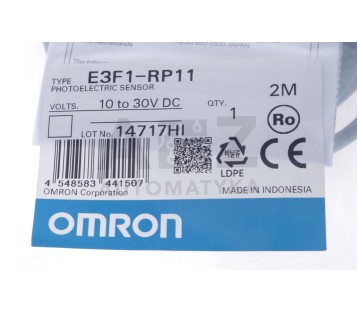 TYPE E3F1-RP11
PHOTOELECTRIC SENSOR 2M
VOLTS. 10 to 30V DC QTY. 1
LOT No. 14717HI Ro
LDPE
4 548583 441507
OMRON Corporation
MADE IN INDONESIA
OMRON